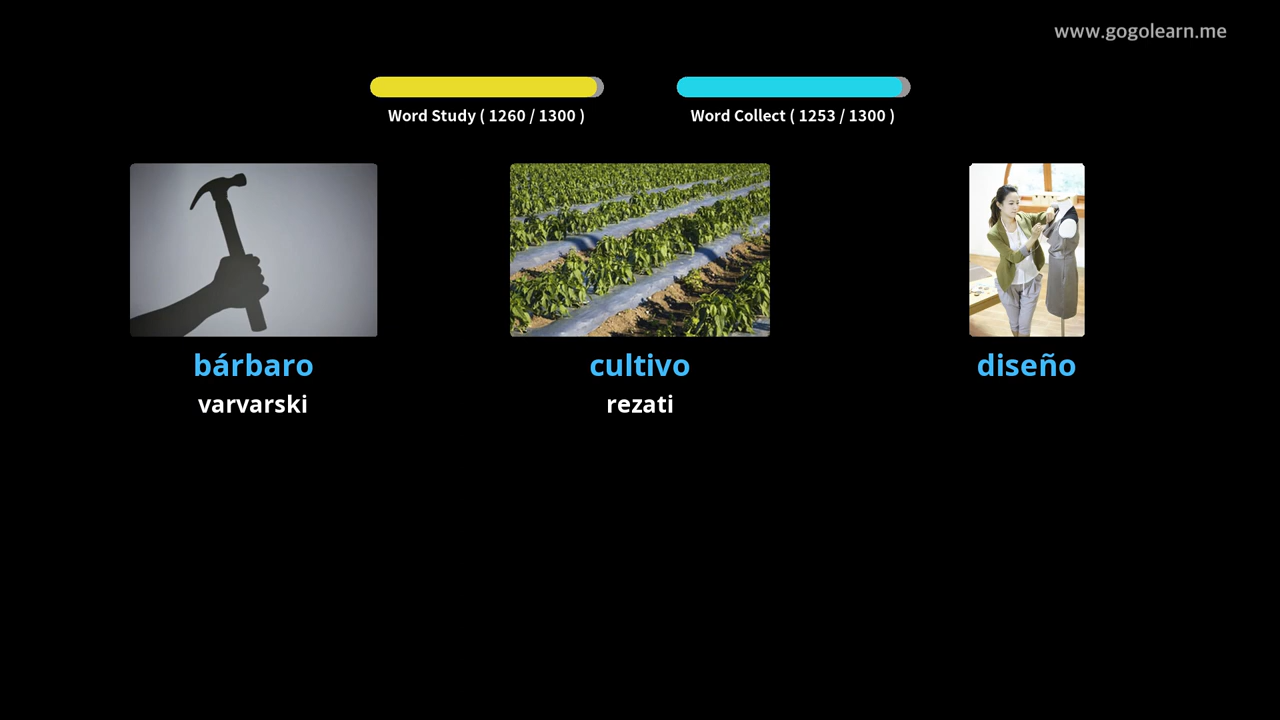 www.gogolearn.me
Word Study ( 1260 / 1300 )
Word Collect ( 1253 / 1300 )
bárbaro
varvarski
cultivo
rezati
diseño